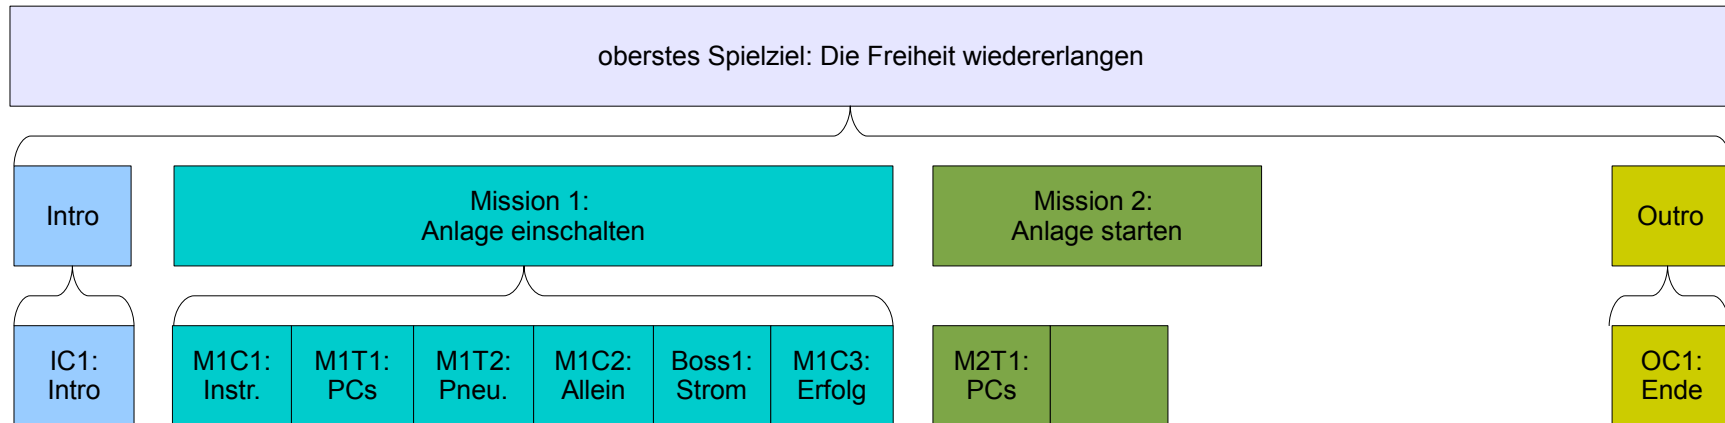 oberstes Spielziel: Die Freiheit wiedererlangen
Intro
Mission 1:
Anlage einschalten
Mission 2:
Anlage starten
Outro
IC1:
Intro
M1C1:
Instr.
M1T1:
PCs
M1T2:
Pneu.
M1C2:
Allein
Boss1:
Strom
M1C3:
Erfolg
M2T1:
PCs
OC1:
Ende